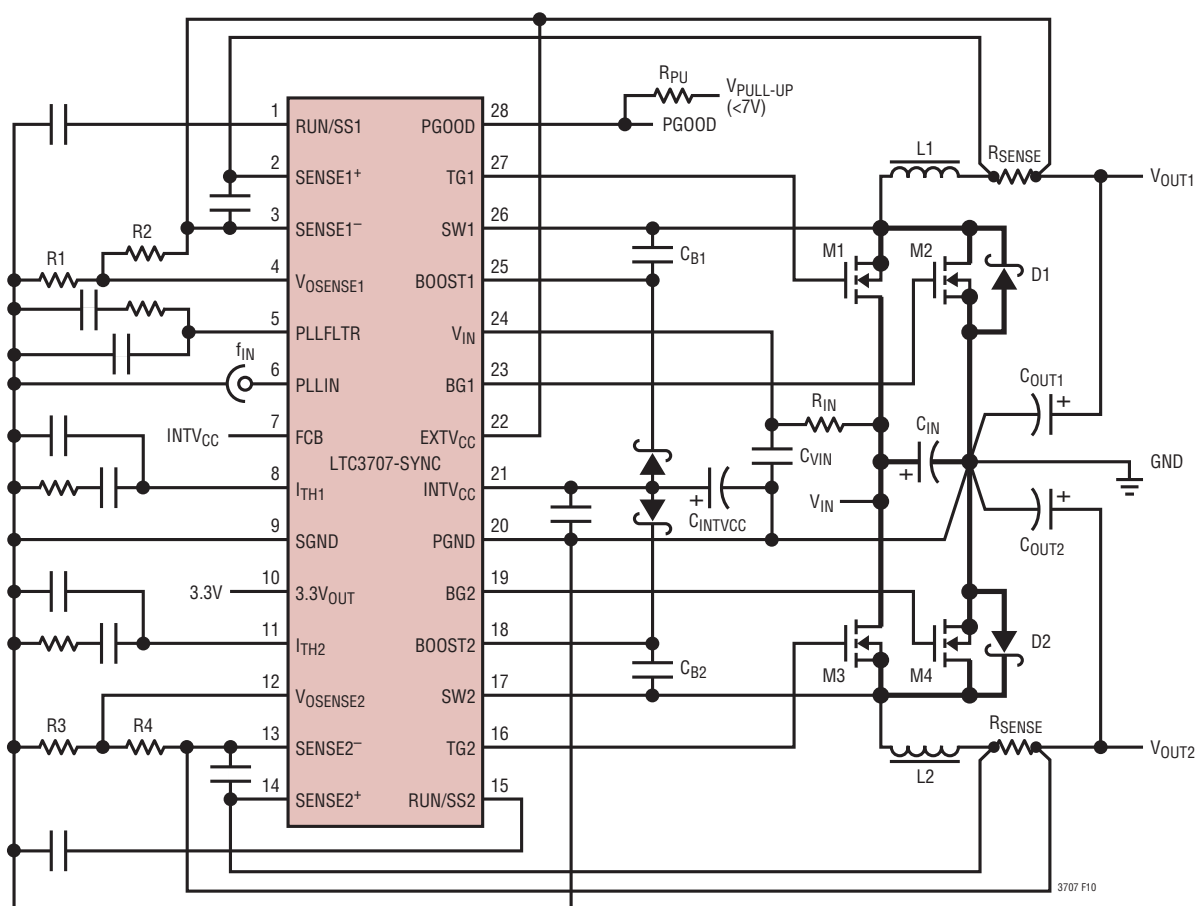 RPU
VPULL-UP
(<7V)
1
RUN/SS1
PGOOD
28
PGOOD
2
SENSE1+
TG1
27
L1
RSENSE
VOUT1
3
SENSE1−
SW1
26
R2
CB1
M1
M2
R1
4
VOSENSE1
BOOST1
25
D1
5
PLLFLTR
VIN
24
fIN
6
PLLIN
BG1
23
COUT1
RIN
CIN
INTVCC
7
FCB
EXTVCC
22
CVIN
GND
LTC3707-SYNC
8
ITH1
INTVCC
21
VIN
CINTVCC
9
SGND
PGND
20
COUT2
3.3V
10
3.3VOUT
BG2
19
11
ITH2
BOOST2
18
D2
CB2
M3
M4
12
VOSENSE2
SW2
17
R3
R4
RSENSE
13
SENSE2−
TG2
16
VOUT2
L2
14
SENSE2+
RUN/SS2
15
3707 F10